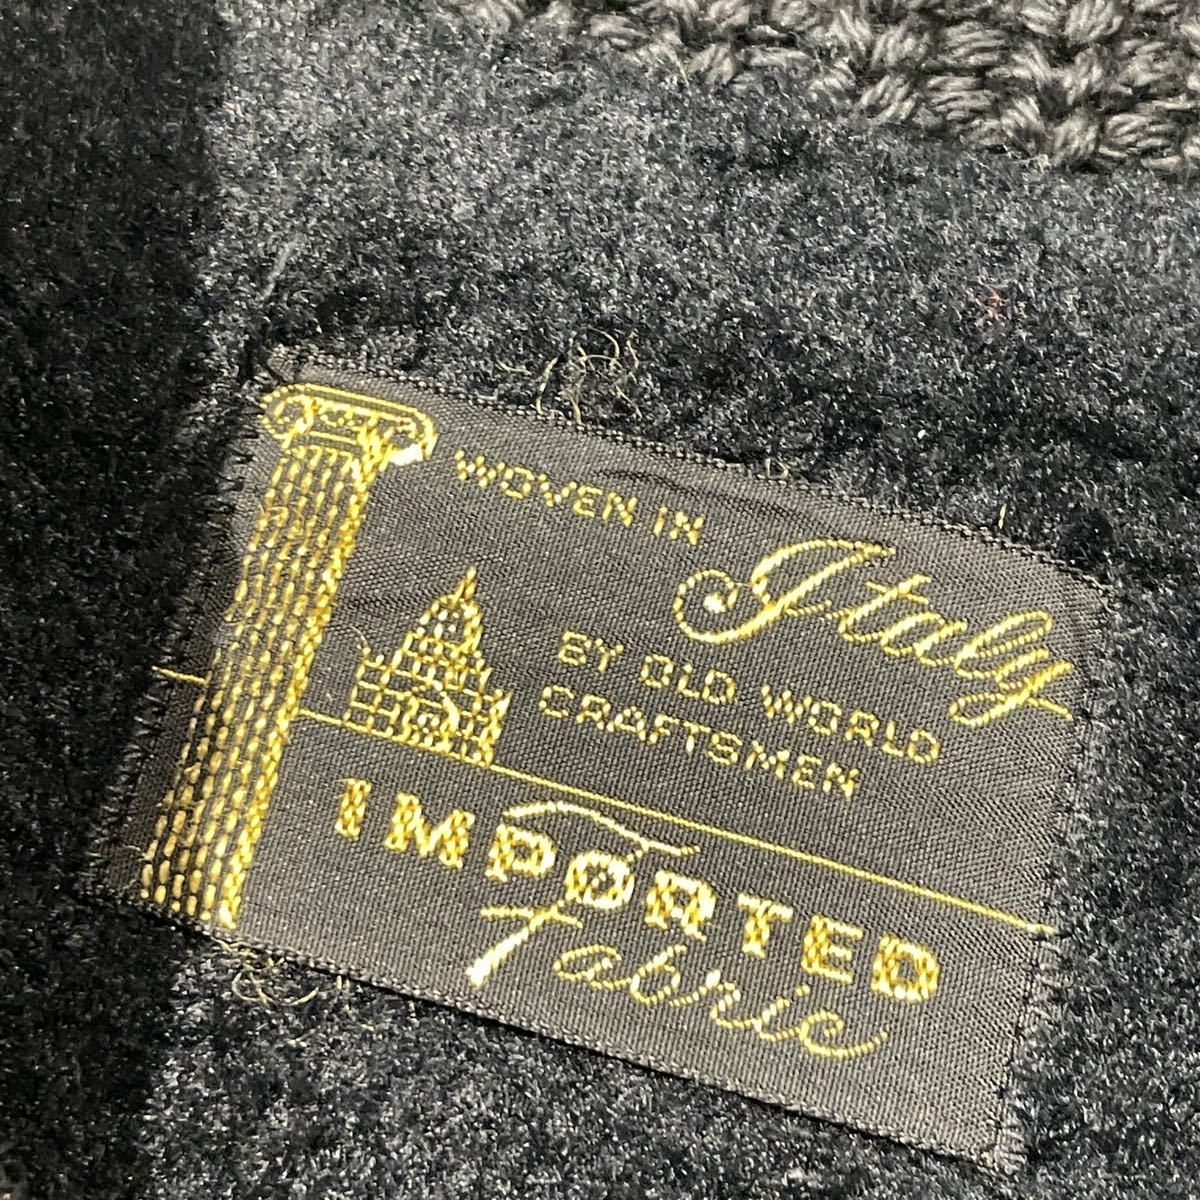 WOVEN IN
Italy
BY OLD WORLD
CRAFTSMEN
IMPORTED
Fabric